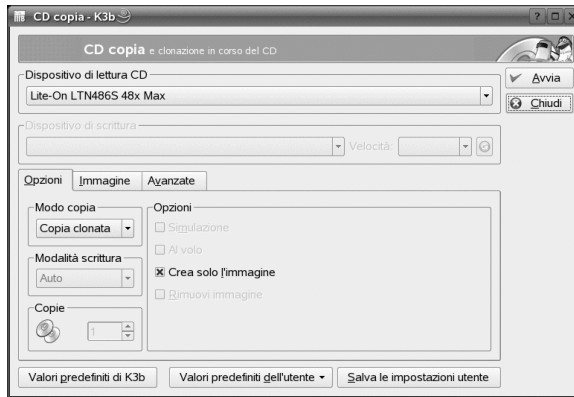 CD copia - K3b
CD copia e clonazione in corso del CD
Dispositivo di lettura CD
Lite-On LTN486S 48x Max
Avvia
Chiudi
Dispositivo di scrittura
Velocità:
Opzioni Immagine Avanzate
Modo copia
Copia clonata
Modalità scrittura
Auto
Copie
1
Opzioni
Simulazione
Al volo
Crea solo l'immagine
Rimuovi immagine
Valori predefiniti di K3b
Valori predefiniti dell'utente
Salva le impostazioni utente